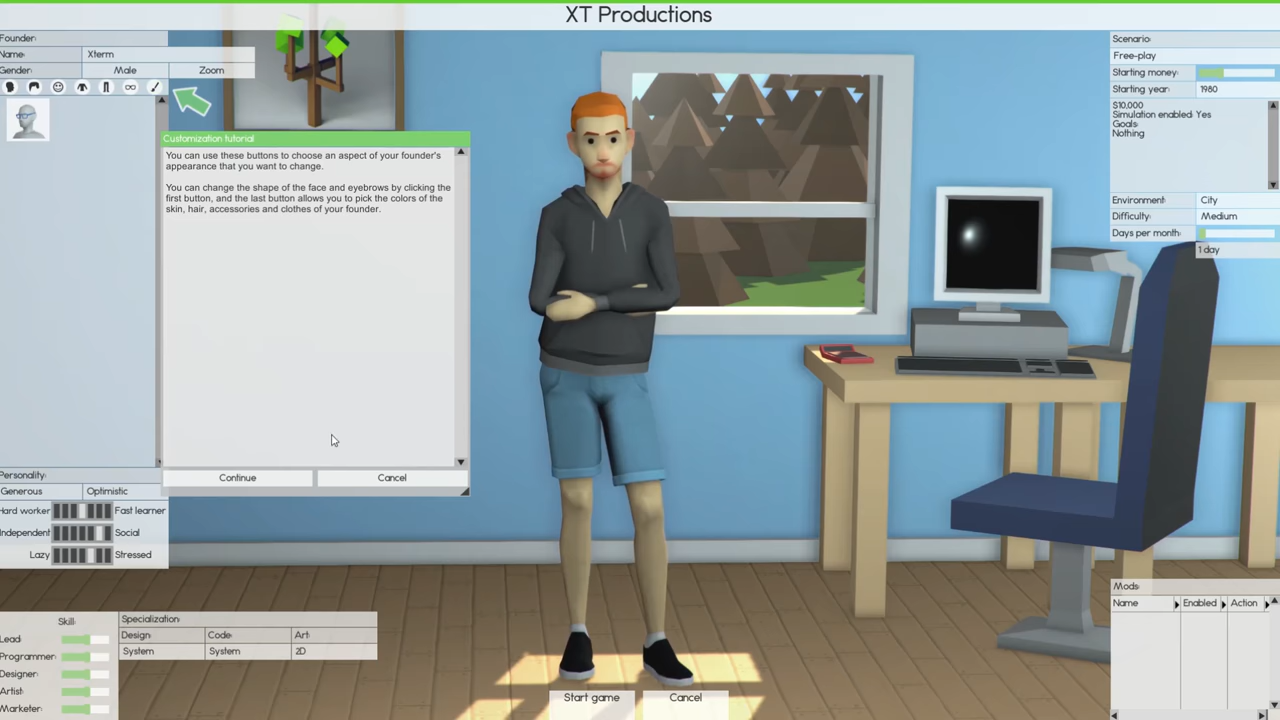 XT Productions
Founder:
Name: Xterm
Gender: Male Zoom
Customization tutorial
You can use these buttons to choose an aspect of your founder's
appearance that you want to change.
You can change the shape of the face and eyebrows by clicking the
first button, and the last button allows you to pick the colors of the
skin, hair, accessories and clothes of your founder.
Continue Cancel
Personality:
Generous Optimistic
Hard worker Fast learner
Independent Social
Lazy Stressed
Skill:
Lead:
Programmer:
Designer:
Artist:
Marketer:
Specialization:
Design: Code: Art:
System System 2D
Start game Cancel
Scenario:
Free-play
Starting money:
Starting year: 1980
$10,000
Simulation enabled: Yes
Goals:
Nothing
Environment: City
Difficulty: Medium
Days per month:
1 day
Mods:
Name Enabled Action